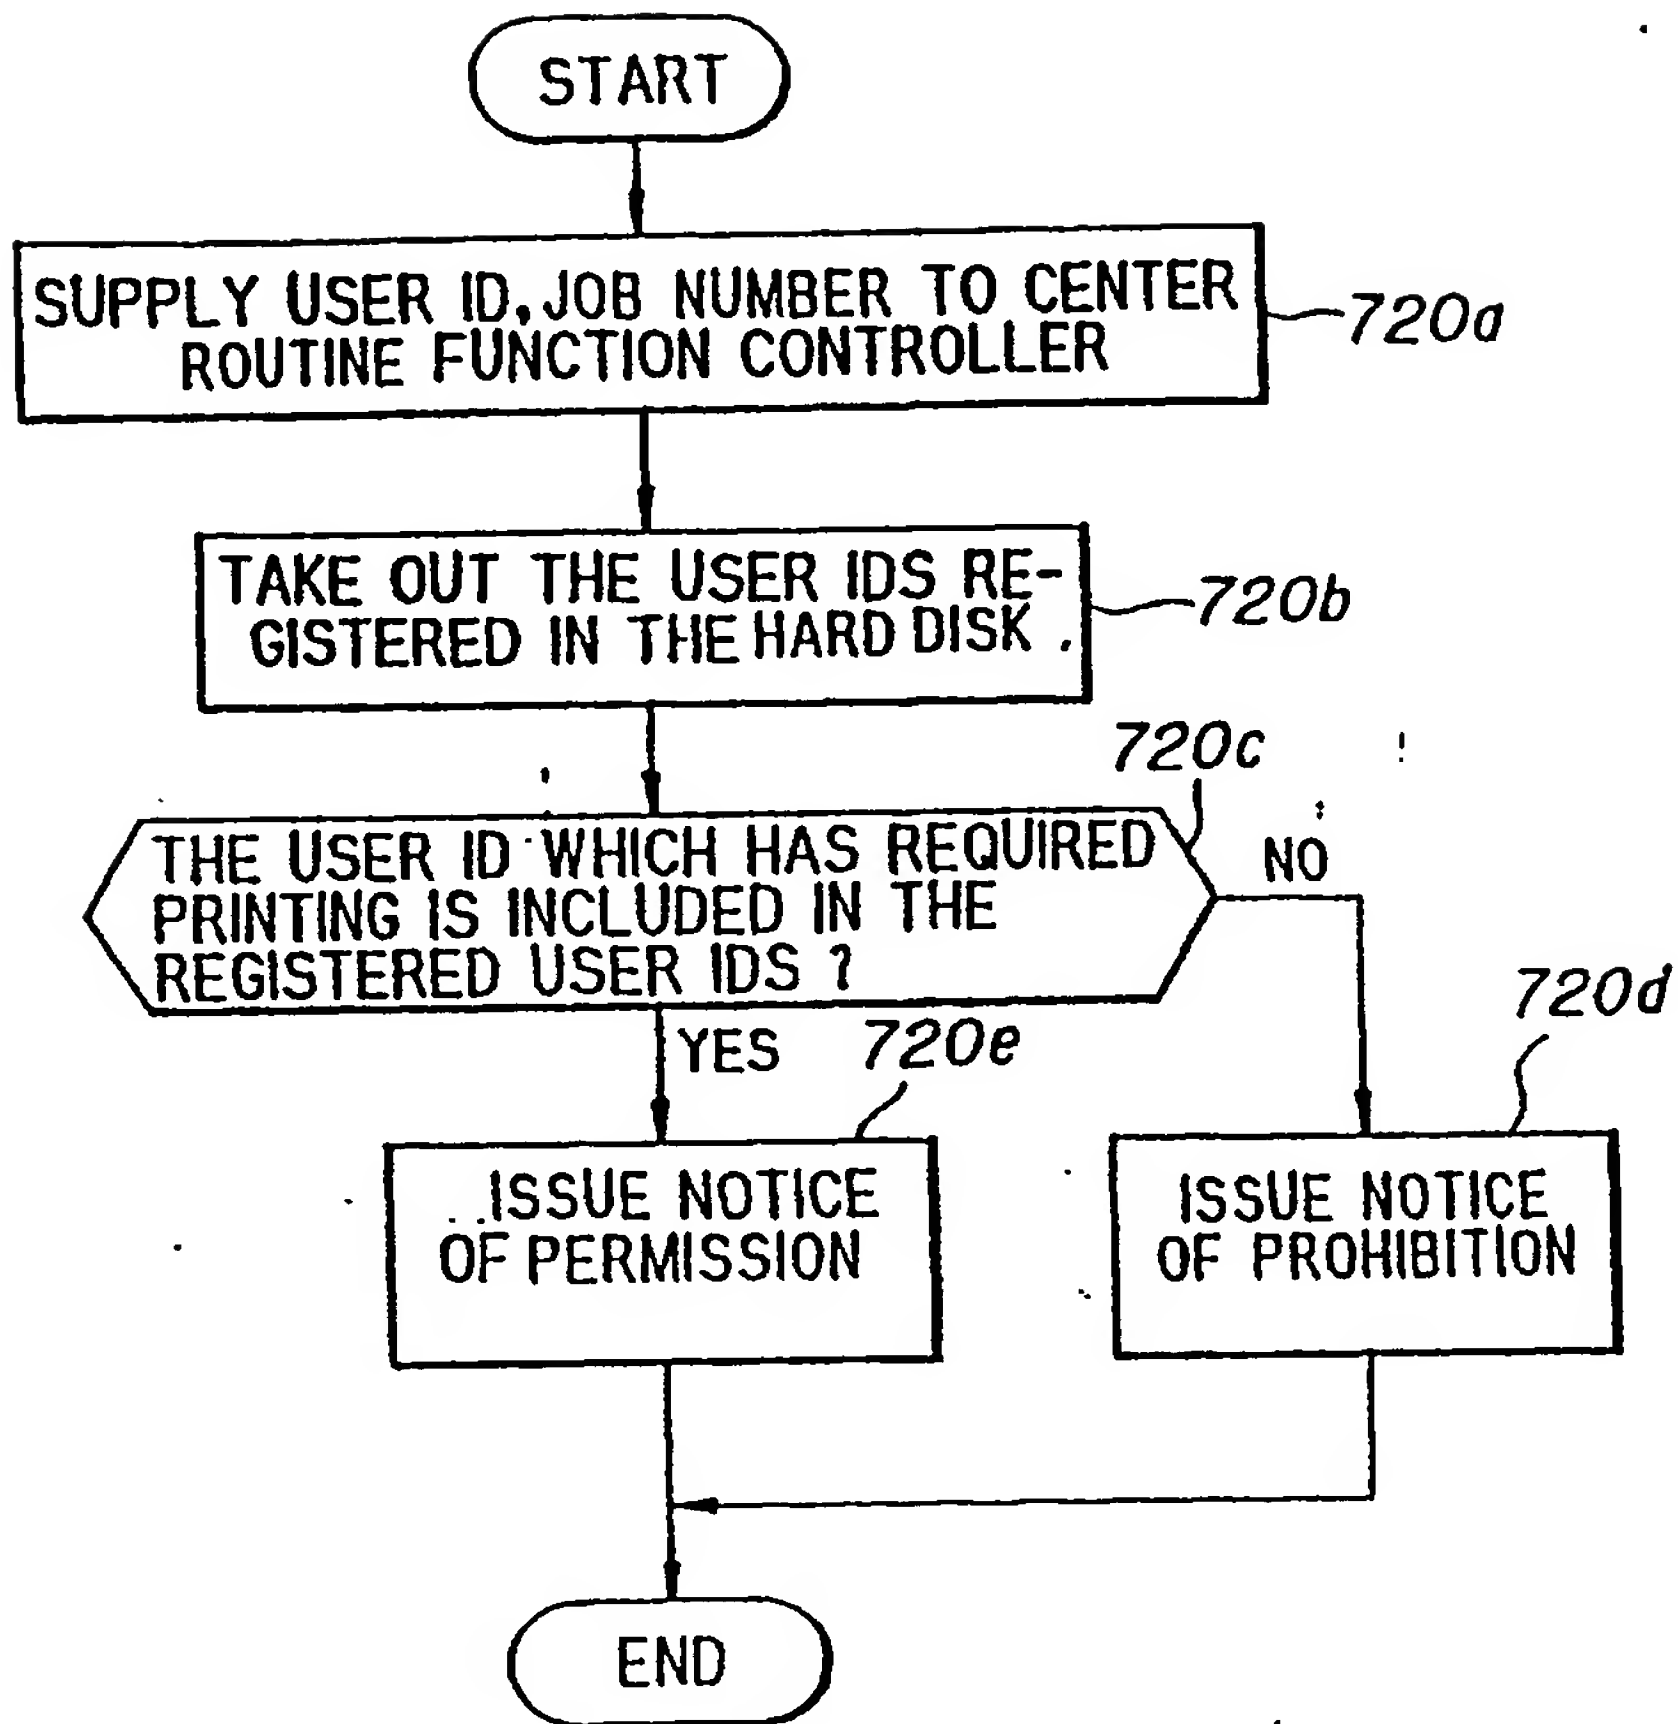 START
SUPPLY USER ID, JOB NUMBER TO CENTER
ROUTINE FUNCTION CONTROLLER
720a
TAKE OUT THE USER IDS RE-
GISTERED IN THE HARD DISK .
720b
720c
THE USER ID WHICH HAS REQUIRED
PRINTING IS INCLUDED IN THE
REGISTERED USER IDS ?
NO
YES
720e
720d
ISSUE NOTICE
OF PERMISSION
ISSUE NOTICE
OF PROHIBITION
END